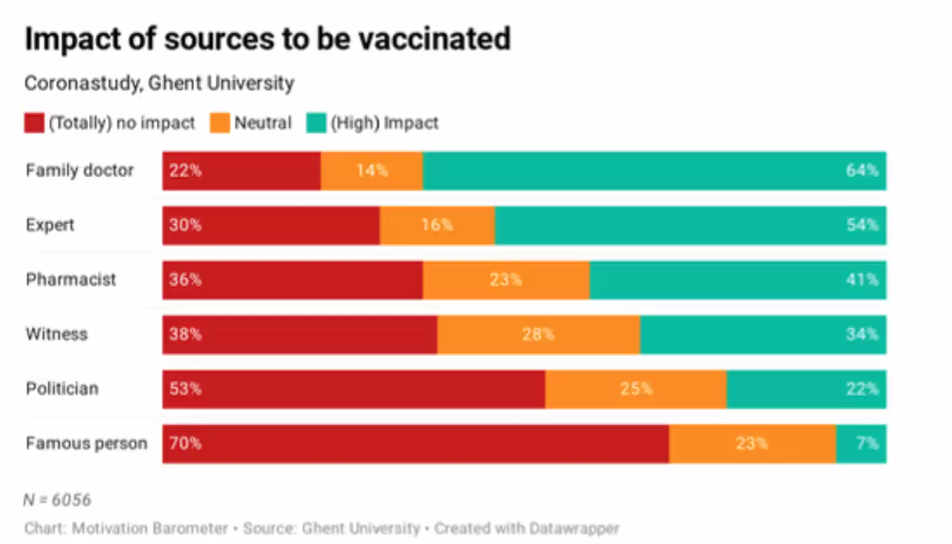 Impact of sources to be vaccinated
Coronastudy, Ghent University
(Totally) no impact Neutral (High) Impact
Family doctor 22% 14% 64%
Expert 30% 16% 54%
Pharmacist 36% 23% 41%
Witness 38% 28% 34%
Politician 53% 25% 22%
Famous person 70% 23% 7%
N = 6056
Chart: Motivation Barometer • Source: Ghent University • Created with Datawrapper